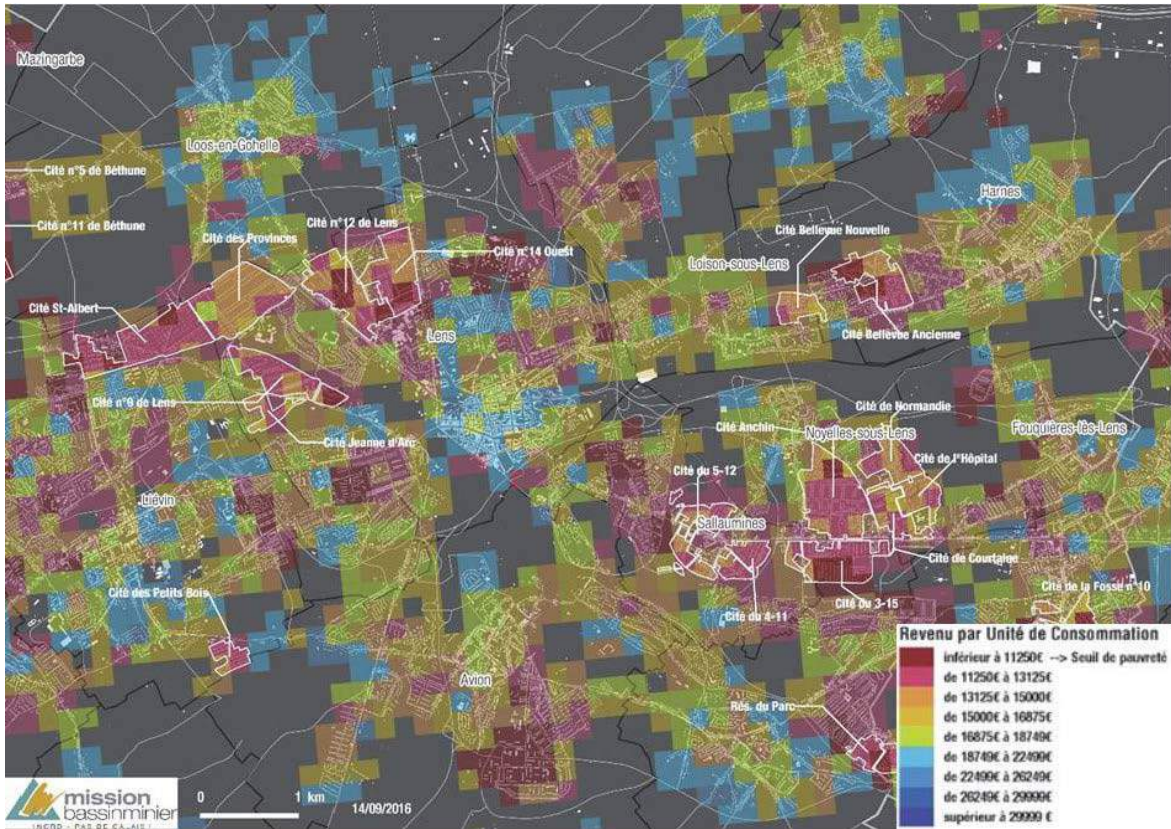 Mazingarbe
Loos-en-Gohelle
Cité n°5 de Béthune
Harnes
Cité n°11 de Béthune
Cité n°12 de Lens
Cité des Provinces
Cité Bellevue Nouvelle
Cité n°14 Ouest
Loison-sous-Lens
Cité St-Albert
Lens
Cité Bellevue Ancienne
Cité n°9 de Lens
Cité de Normandie
Cité Anchin
Noyelles-sous-Lens
Fouquières-lès-Lens
Cité Jeanne d'Arc
Cité de l'Hôpital
Cité du 5-12
Liévin
Sallaumines
Cité de Courtaigne
Cité des Petits Bois
Cité du 3-15
Cité de la Fosse n°10
Cité du 4-11
Avion
Rés. du Parc
Revenu par Unité de Consommation
inférieur à 11250€ --> Seuil de pauvreté
de 11250€ à 13125€
de 13125€ à 15000€
de 15000€ à 16875€
de 16875€ à 18749€
de 18749€ à 22499€
de 22499€ à 26249€
de 26249€ à 29999€
supérieur à 29999 €
mission
bassinminier
0 1 km
14/09/2016